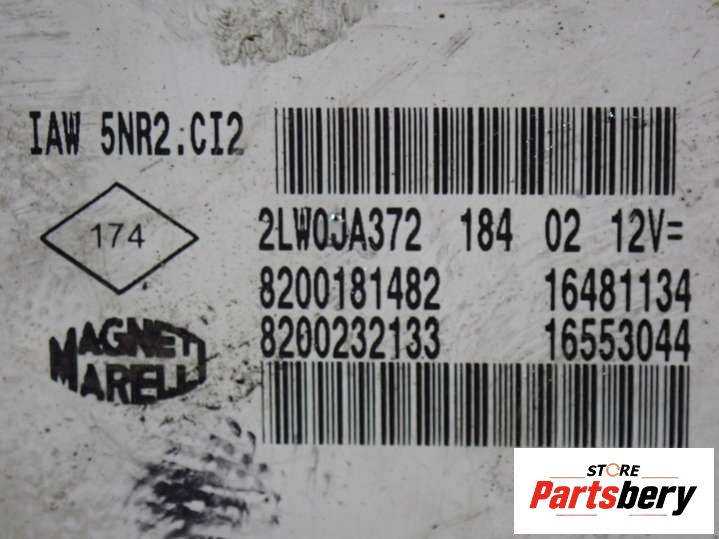 IAW 5NR2.CI2
174
2LW0JA372 184 02 12V=
8200181482 16481134
8200232133 16553044
MAGNETI
MARELLI
STORE
Partsbery